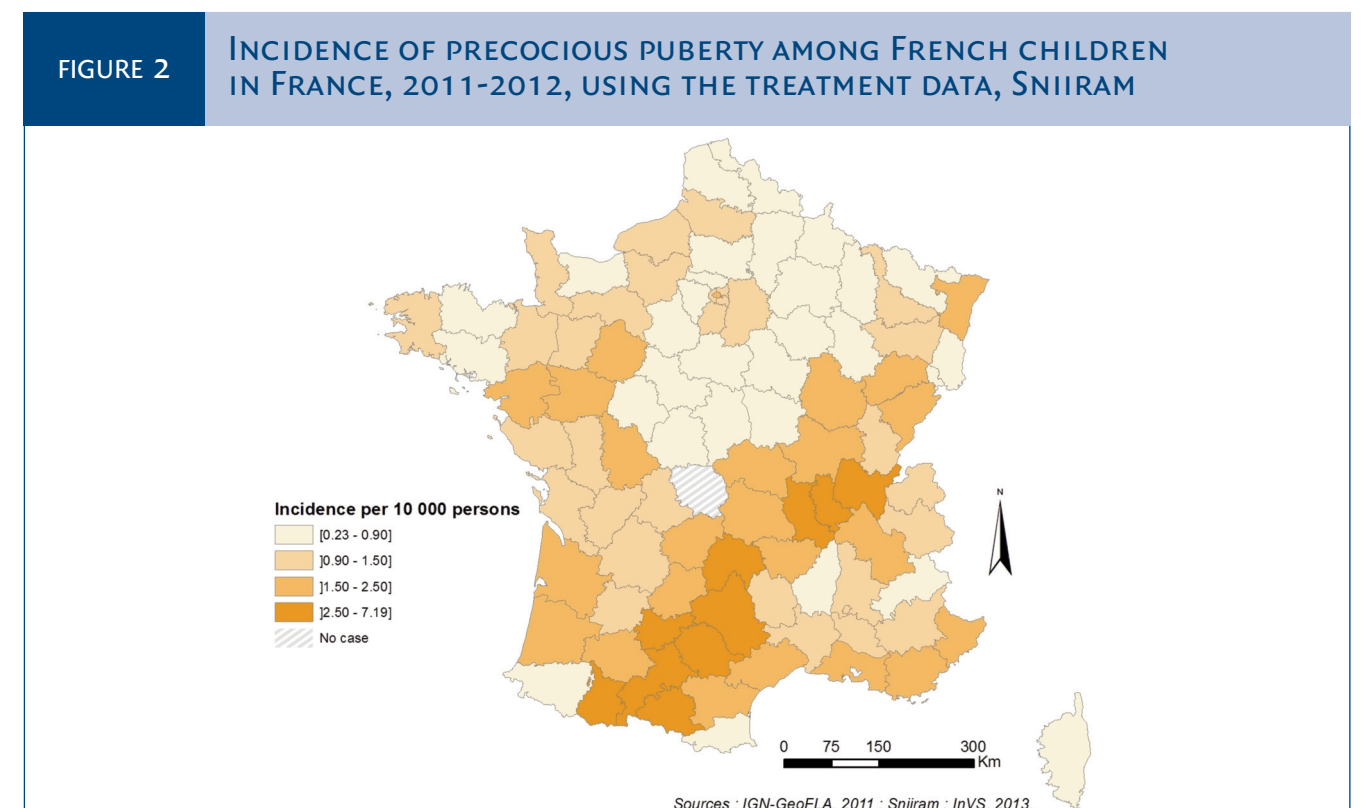 FIGURE 2
INCIDENCE OF PRECOCIOUS PUBERTY AMONG FRENCH CHILDREN
IN FRANCE, 2011-2012, USING THE TREATMENT DATA, SNIIRAM
Incidence per 10 000 persons
]0.23 - 0.90]
]0.90 - 1.50]
]1.50 - 2.50]
]2.50 - 7.19]
No case
N
0 75 150 300
Km
Sources : IGN-GeoFLA, 2011 ; Sniiram ; InVS, 2013.